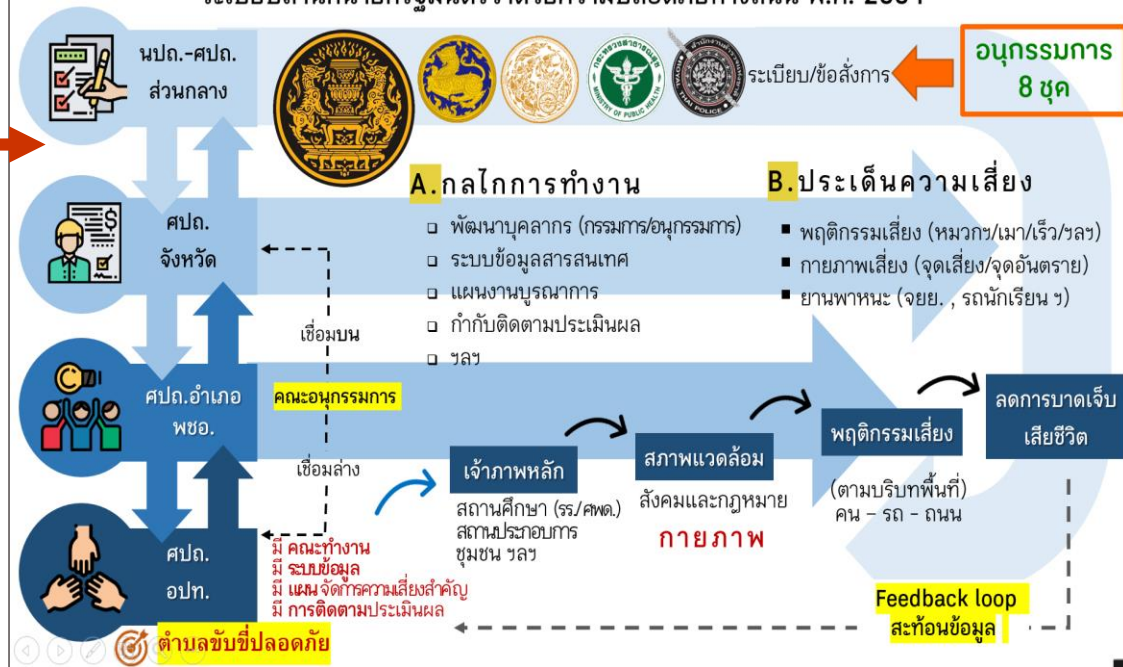 นปถ.-ศปถ.
ส่วนกลาง
กระทรวงสาธารณสุข
MINISTRY OF PUBLIC HEALTH
ระเบียบ/ข้อสั่งการ
อนุกรรมการ
8 ชุด
ศปถ.
จังหวัด
A.กลไกการทำงาน
พัฒนาบุคลากร (กรรมการ/อนุกรรมการ)
ระบบข้อมูลสารสนเทศ
แผนงานบูรณาการ
กำกับติดตามประเมินผล
ฯลฯ
B.ประเด็นความเสี่ยง
พฤติกรรมเสี่ยง (หมวกฯ/เมา/เร็ว/ฯลฯ)
กายภาพเสี่ยง (จุดเสี่ยง/จุดอันตราย)
ยานพาหนะ (จยย. , รถนักเรียน ฯ)
เชื่อมบน
ศปถ.อำเภอ
พชอ.
คณะอนุกรรมการ
เชื่อมล่าง
เจ้าภาพหลัก
สถานศึกษา (รร./ศพด.)
สถานประกอบการ
ชุมชน ฯลฯ
สภาพแวดล้อม
สังคมและกฎหมาย
กายภาพ
พฤติกรรมเสี่ยง
(ตามบริบทพื้นที่)
คน – รถ - ถนน
ลดการบาดเจ็บ
เสียชีวิต
ศปถ.
อปท.
มี คณะทำงาน
มี ระบบข้อมูล
มี แผนจัดการความเสี่ยงสำคัญ
มี การติดตามประเมินผล
Feedback loop
สะท้อนข้อมูล
ตำบลขับขี่ปลอดภัย